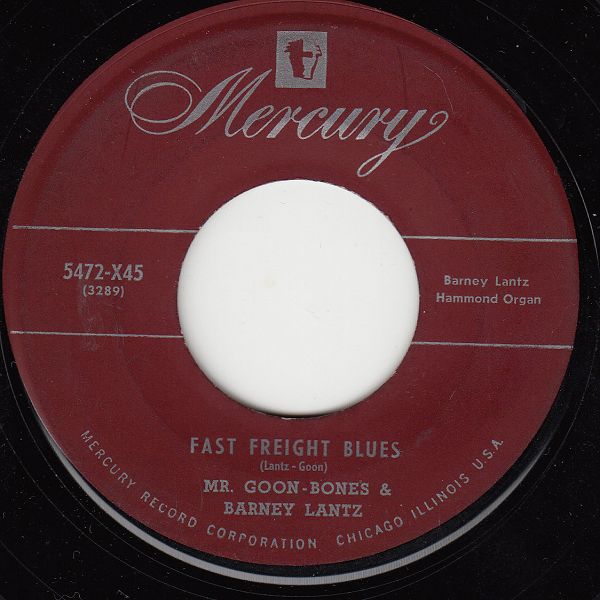 Mercury
5472-X45
(3289)
Barney Lantz
Hammond Organ
FAST FREIGHT BLUES
(Lantz - Goon)
MR. GOON-BONES &
BARNEY LANTZ
MERCURY RECORD CORPORATION CHICAGO ILLINOIS U.S.A.